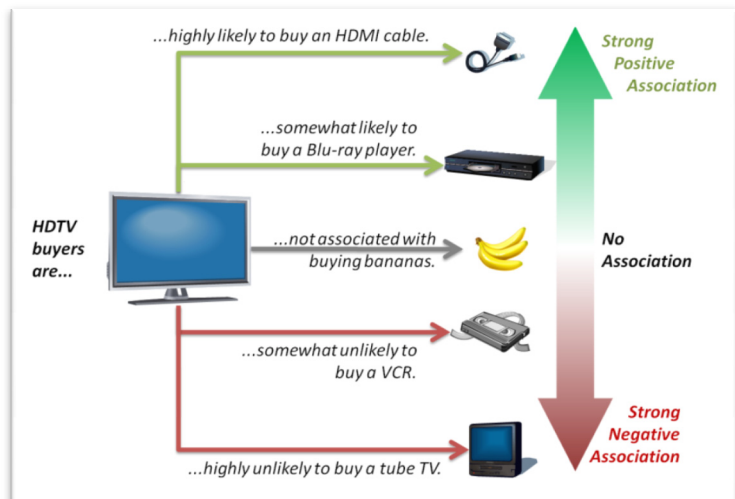 ...highly likely to buy an HDMI cable.
Strong
Positive
Association
...somewhat likely to
buy a Blu-ray player.
HDTV
buyers
are...
...not associated with
buying bananas.
No
Association
...somewhat unlikely to
buy a VCR.
Strong
Negative
Association
...highly unlikely to buy a tube TV.